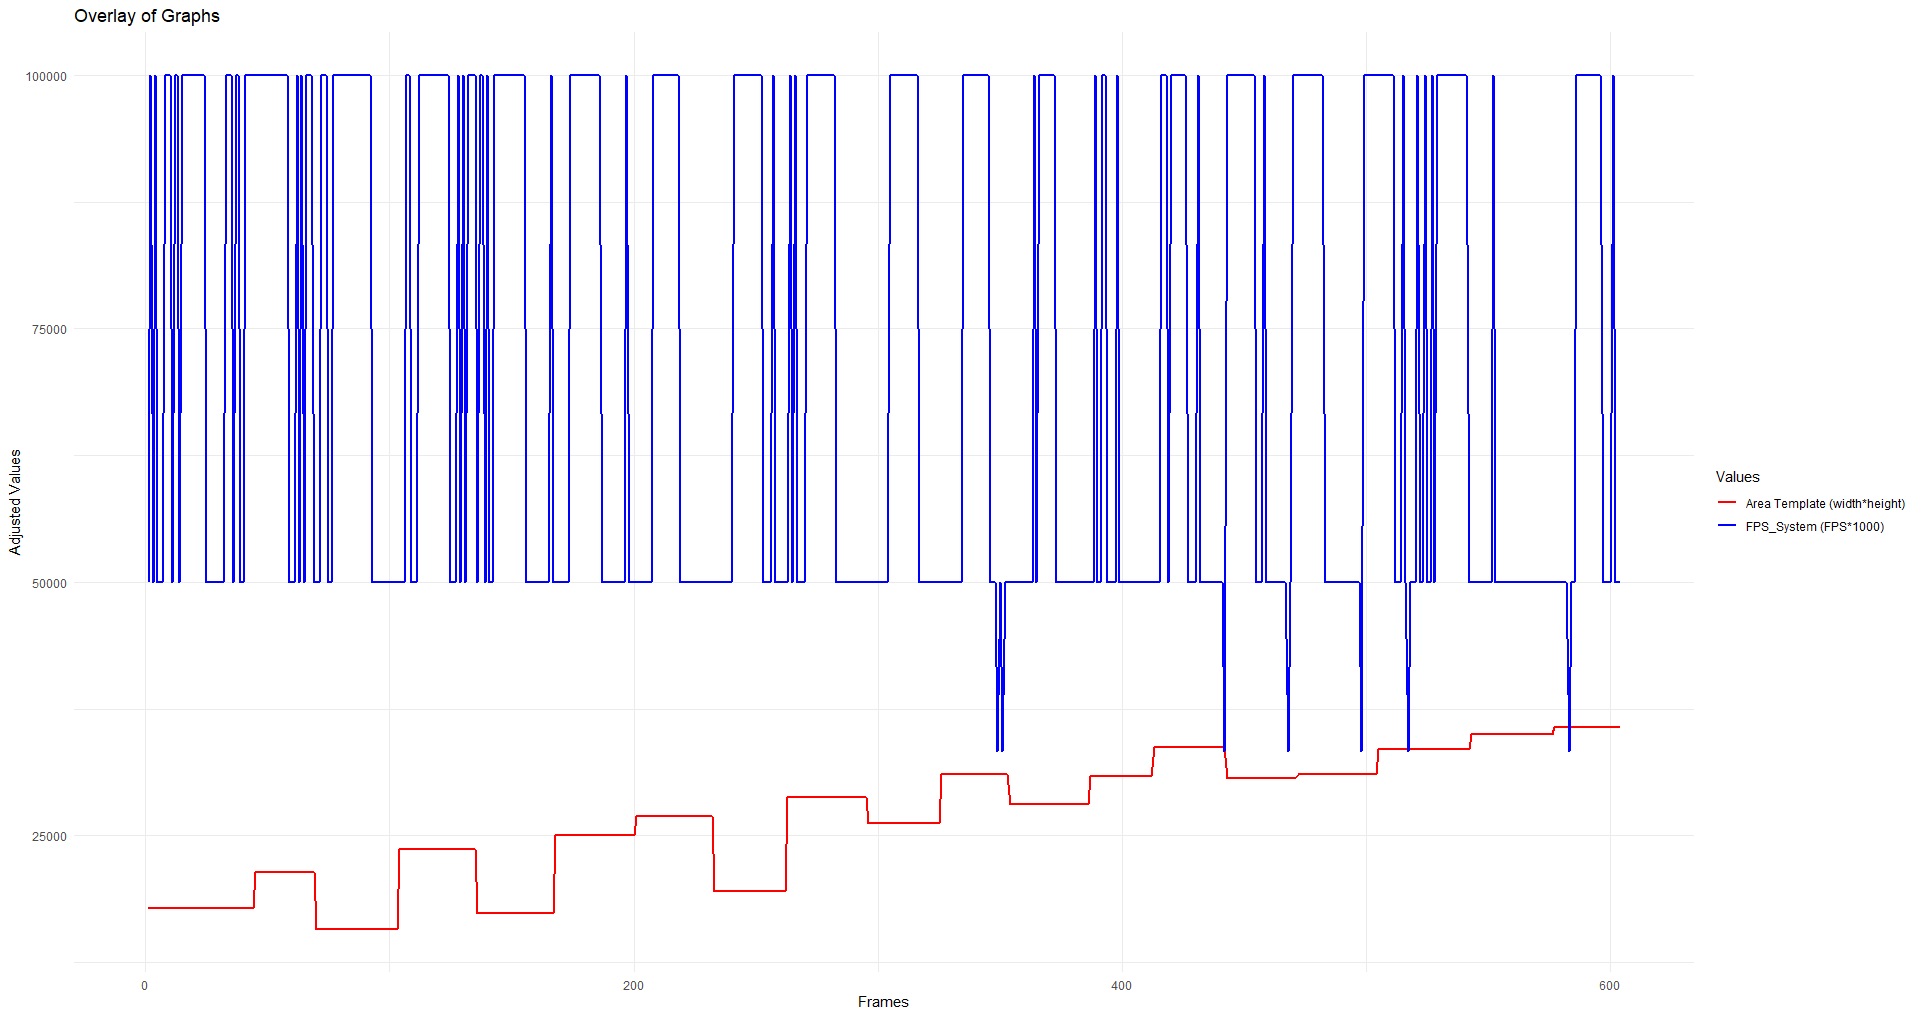 Overlay of Graphs
100000
75000
50000
25000
Adjusted Values
0
200
400
600
Frames
Values
Area Template (width*height)
FPS_System (FPS*1000)